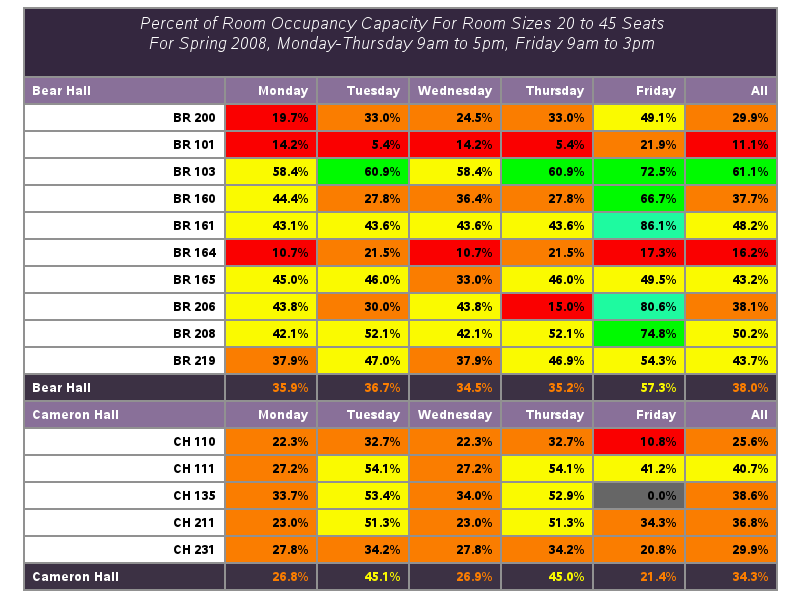 Percent of Room Occupancy Capacity For Room Sizes 20 to 45 Seats
For Spring 2008, Monday-Thursday 9am to 5pm, Friday 9am to 3pm
Bear Hall Monday Tuesday Wednesday Thursday Friday All
BR 200 19.7% 33.0% 24.5% 33.0% 49.1% 29.9%
BR 101 14.2% 5.4% 14.2% 5.4% 21.9% 11.1%
BR 103 58.4% 60.9% 58.4% 60.9% 72.5% 61.1%
BR 160 44.4% 27.8% 36.4% 27.8% 66.7% 37.7%
BR 161 43.1% 43.6% 43.6% 43.6% 86.1% 48.2%
BR 164 10.7% 21.5% 10.7% 21.5% 17.3% 16.2%
BR 165 45.0% 46.0% 33.0% 46.0% 49.5% 43.2%
BR 206 43.8% 30.0% 43.8% 15.0% 80.6% 38.1%
BR 208 42.1% 52.1% 42.1% 52.1% 74.8% 50.2%
BR 219 37.9% 47.0% 37.9% 46.9% 54.3% 43.7%
Bear Hall 35.9% 36.7% 34.5% 35.2% 57.3% 38.0%
Cameron Hall Monday Tuesday Wednesday Thursday Friday All
CH 110 22.3% 32.7% 22.3% 32.7% 10.8% 25.6%
CH 111 27.2% 54.1% 27.2% 54.1% 41.2% 40.7%
CH 135 33.7% 53.4% 34.0% 52.9% 0.0% 38.6%
CH 211 23.0% 51.3% 23.0% 51.3% 34.3% 36.8%
CH 231 27.8% 34.2% 27.8% 34.2% 20.8% 29.9%
Cameron Hall 26.8% 45.1% 26.9% 45.0% 21.4% 34.3%